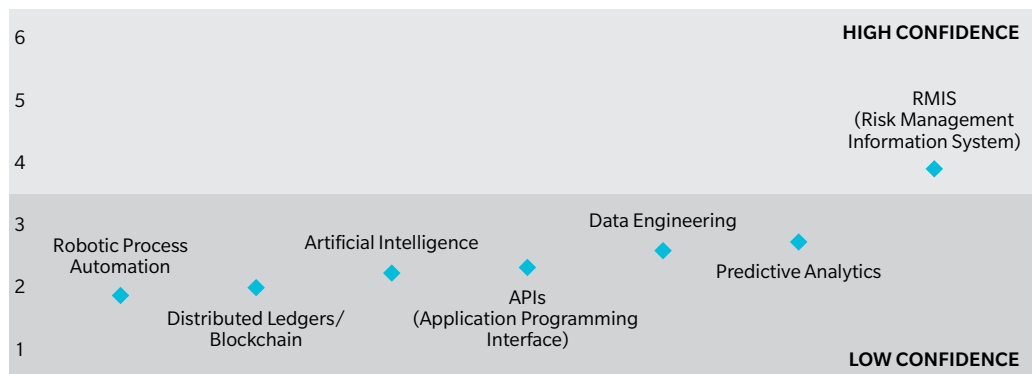 6
HIGH CONFIDENCE
5
RMIS
(Risk Management
Information System)
4
3
Data Engineering
Robotic Process
Automation
Artificial Intelligence
Predictive Analytics
2
APIs
(Application Programming
Interface)
Distributed Ledgers/
Blockchain
1
LOW CONFIDENCE